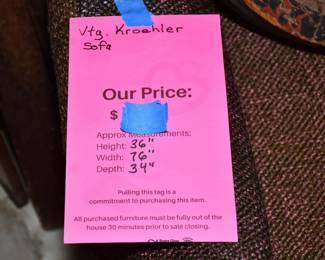 Vtg. Kroehler
Sofa
Our Price:
$
Approx Measurements:
Height: 36"
Width: 76"
Depth: 34"
Pulling this tag is a
commitment to purchasing this item.
All purchased furniture must be fully out of the
house 30 minutes prior to sale closing.